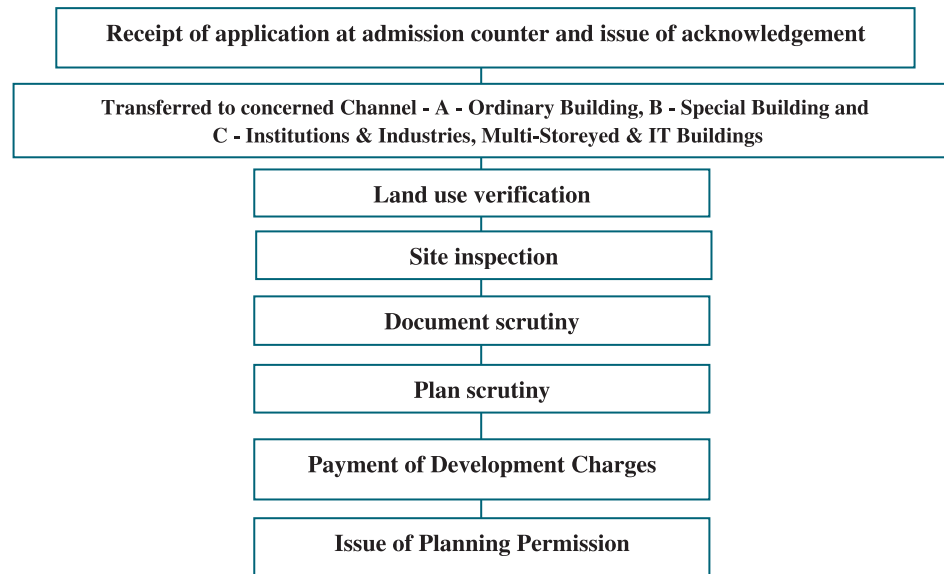 Receipt of application at admission counter and issue of acknowledgement
Transferred to concerned Channel - A - Ordinary Building, B - Special Building and
C - Institutions & Industries, Multi-Storeyed & IT Buildings
Land use verification
Site inspection
Document scrutiny
Plan scrutiny
Payment of Development Charges
Issue of Planning Permission